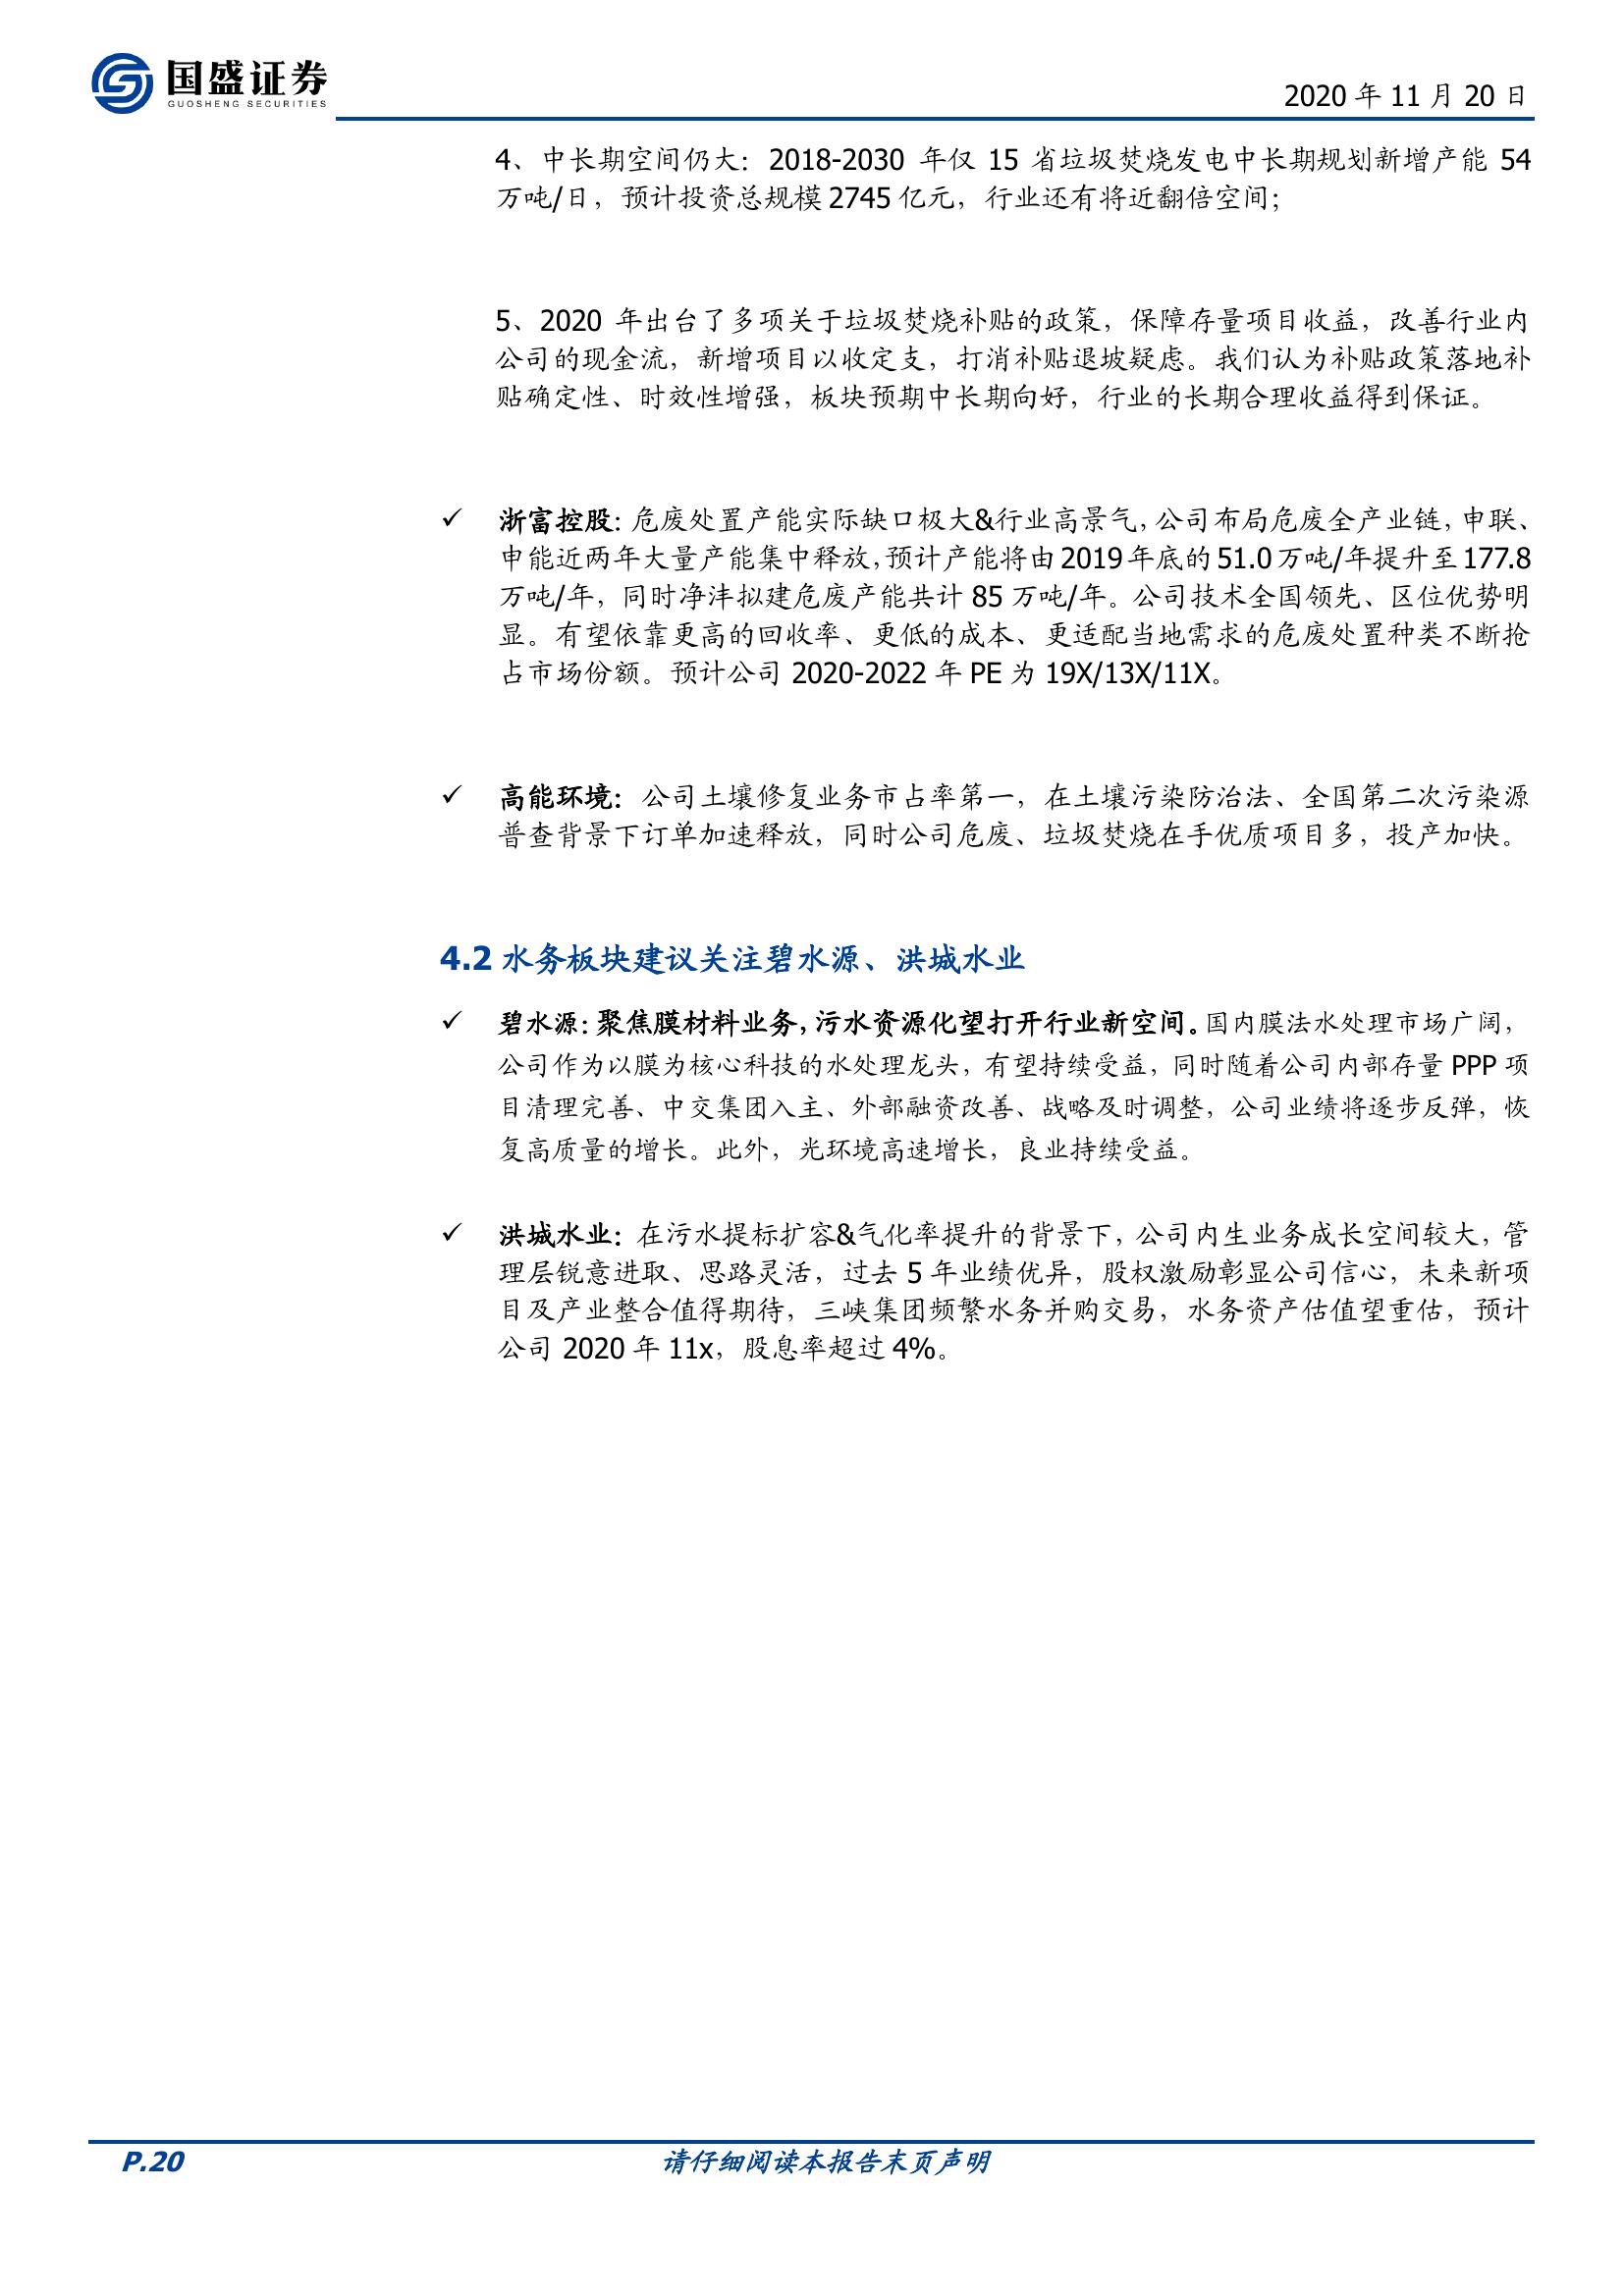 国盛证券
GUOSHENG SECURITIES
2020 年 11 月 20 日
4、中长期空间仍大：2018-2030 年仅 15 省垃圾焚烧发电中长期规划新增产能 54
万吨/日，预计投资总规模 2745 亿元，行业还有将近翻倍空间；
5、2020 年出台了多项关于垃圾焚烧补贴的政策，保障存量项目收益，改善行业内
公司的现金流，新增项目以收定支，打消补贴退坡疑虑。我们认为补贴政策落地补
贴确定性、时效性增强，板块预期中长期向好，行业的长期合理收益得到保证。
✓ 浙富控股：危废处置产能实际缺口极大&行业高景气，公司布局危废全产业链，申联、
申能近两年大量产能集中释放，预计产能将由 2019 年底的 51.0 万吨/年提升至 177.8
万吨/年，同时净沣拟建危废产能共计 85 万吨/年。公司技术全国领先、区位优势明
显。有望依靠更高的回收率、更低的成本、更适配当地需求的危废处置种类不断抢
占市场份额。预计公司 2020-2022 年 PE 为 19X/13X/11X。
✓ 高能环境：公司土壤修复业务市占率第一，在土壤污染防治法、全国第二次污染源
普查背景下订单加速释放，同时公司危废、垃圾焚烧在手优质项目多，投产加快。
4.2 水务板块建议关注碧水源、洪城水业
✓ 碧水源：聚焦膜材料业务，污水资源化望打开行业新空间。国内膜法水处理市场广阔，
公司作为以膜为核心科技的水处理龙头，有望持续受益，同时随着公司内部存量 PPP 项
目清理完善、中交集团入主、外部融资改善、战略及时调整，公司业绩将逐步反弹，恢
复高质量的增长。此外，光环境高速增长，良业持续受益。
✓ 洪城水业：在污水提标扩容&气化率提升的背景下，公司内生业务成长空间较大，管
理层锐意进取、思路灵活，过去 5 年业绩优异，股权激励彰显公司信心，未来新项
目及产业整合值得期待，三峡集团频繁水务并购交易，水务资产估值望重估，预计
公司 2020 年 11x，股息率超过 4%。
P.20
请仔细阅读本报告末页声明